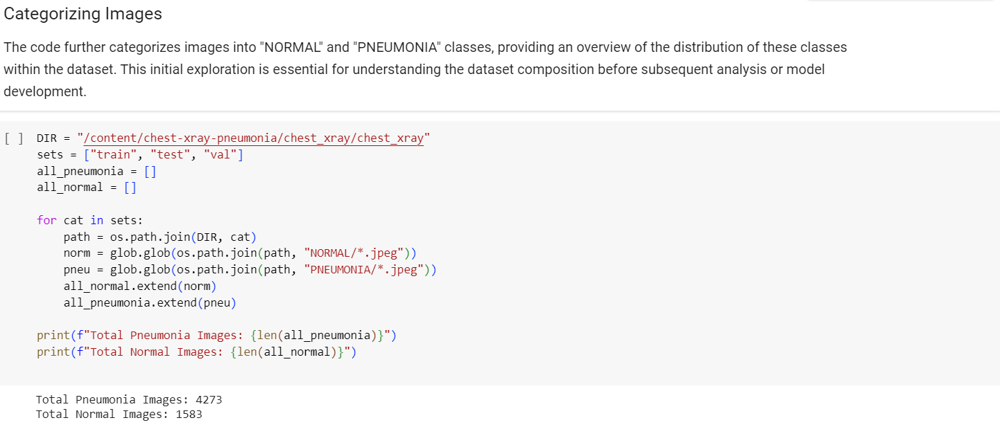 Categorizing Images
The code further categorizes images into "NORMAL" and "PNEUMONIA" classes, providing an overview of the distribution of these classes
within the dataset. This initial exploration is essential for understanding the dataset composition before subsequent analysis or model
development.
[ ] DIR = "/content/chest-xray-pneumonia/chest_xray/chest_xray"
sets = ["train", "test", "val"]
all_pneumonia = []
all_normal = []
for cat in sets:
    path = os.path.join(DIR, cat)
    norm = glob.glob(os.path.join(path, "NORMAL/*.jpeg"))
    pneu = glob.glob(os.path.join(path, "PNEUMONIA/*.jpeg"))
    all_normal.extend(norm)
    all_pneumonia.extend(pneu)
print(f"Total Pneumonia Images: {len(all_pneumonia)}")
print(f"Total Normal Images: {len(all_normal)}")
Total Pneumonia Images: 4273
Total Normal Images: 1583